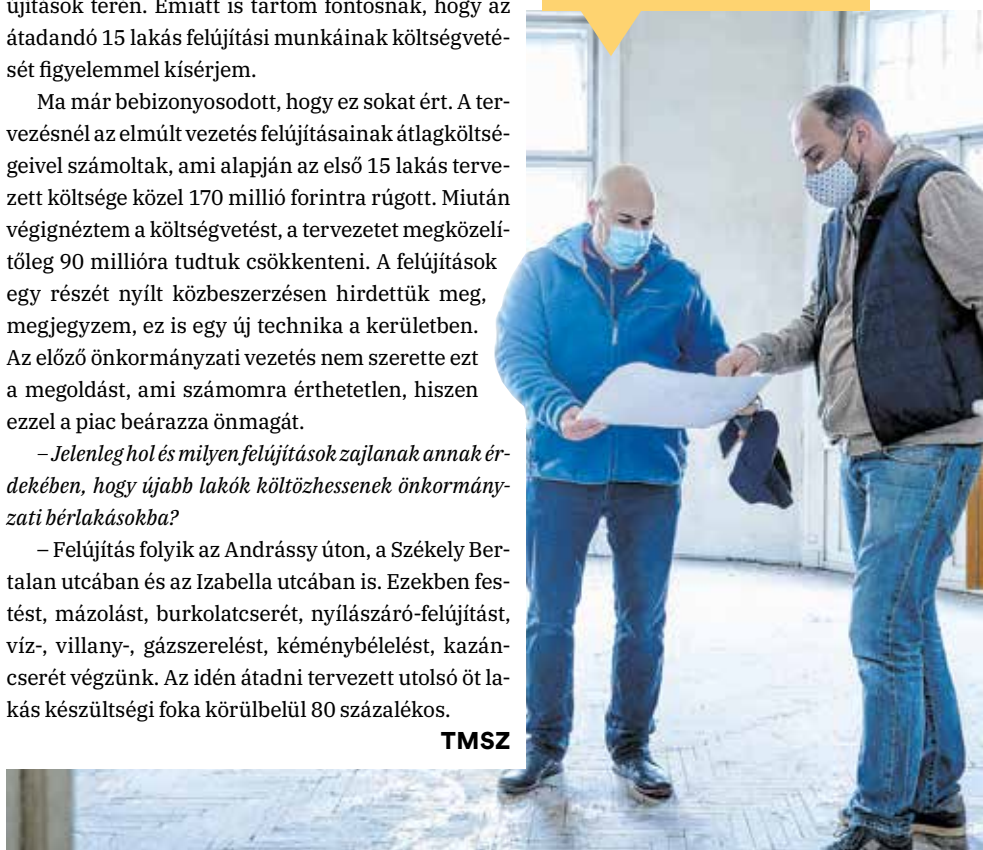 újítások terén. Emiatt is tartom fontosnak, hogy az
átadandó 15 lakás felújítási munkáinak költségveté-
sét figyelemmel kísérjem.
Ma már bebizonyosodott, hogy ez sokat ért. A ter-
vezésnél az elmúlt vezetés felújításainak átlagköltsé-
geivel számoltak, ami alapján az első 15 lakás terve-
zett költsége közel 170 millió forintra rúgott. Miután
végignéztem a költségvetést, a tervezetet megközelí-
tőleg 90 millióra tudtuk csökkenteni. A felújítások
egy részét nyílt közbeszerzésen hirdettük meg,
megjegyzem, ez is egy új technika a kerületben.
Az előző önkormányzati vezetés nem szerette ezt
a megoldást, ami számomra érthetetlen, hiszen
ezzel a piac beárazza önmagát.
– Jelenleg hol és milyen felújítások zajlanak annak ér-
dekében, hogy újabb lakók költözhessenek önkormány-
zati bérlakásokba?
– Felújítás folyik az Andrássy úton, a Székely Ber-
talan utcában és az Izabella utcában is. Ezekben fes-
tést, mázolást, burkolatcserét, nyílászáró-felújítást,
víz-, villany-, gázszerelést, kéménybélelést, kazán-
cserét végzünk. Az idén átadni tervezett utolsó öt la-
kás készültségi foka körülbelül 80 százalékos.
TMSZ